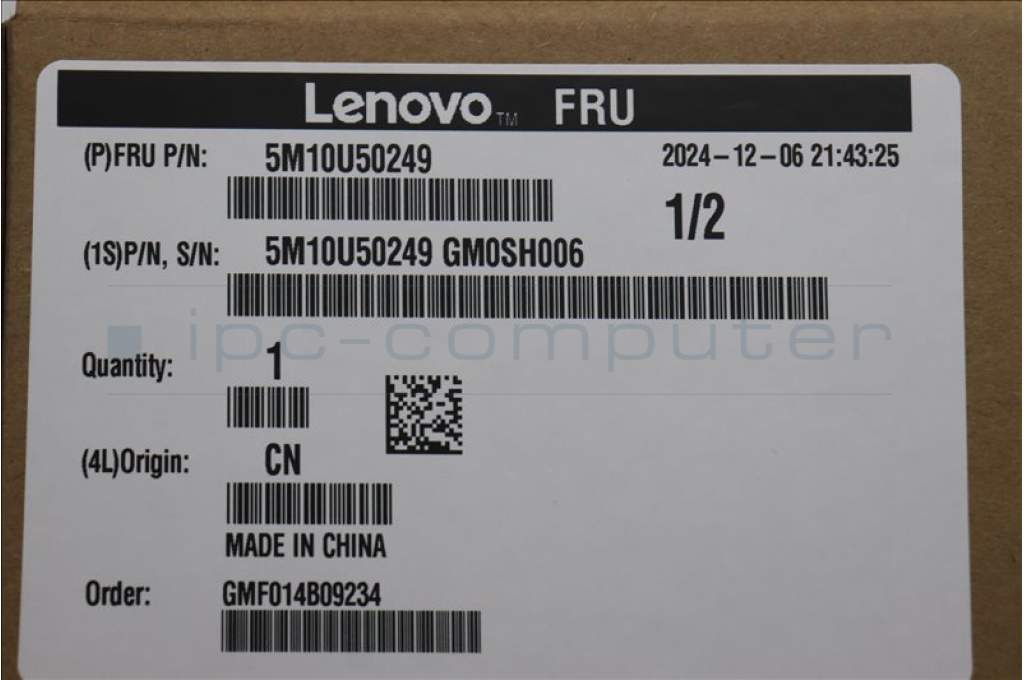 Lenovo™ FRU
(P)FRU P/N: 5M10U50249 2024-12-06 21:43:25
1/2
(1S)P/N, S/N: 5M10U50249 GM0SH006
ipc-computer
Quantity: 1
(4L)Origin: CN
MADE IN CHINA
Order: GMF014B09234